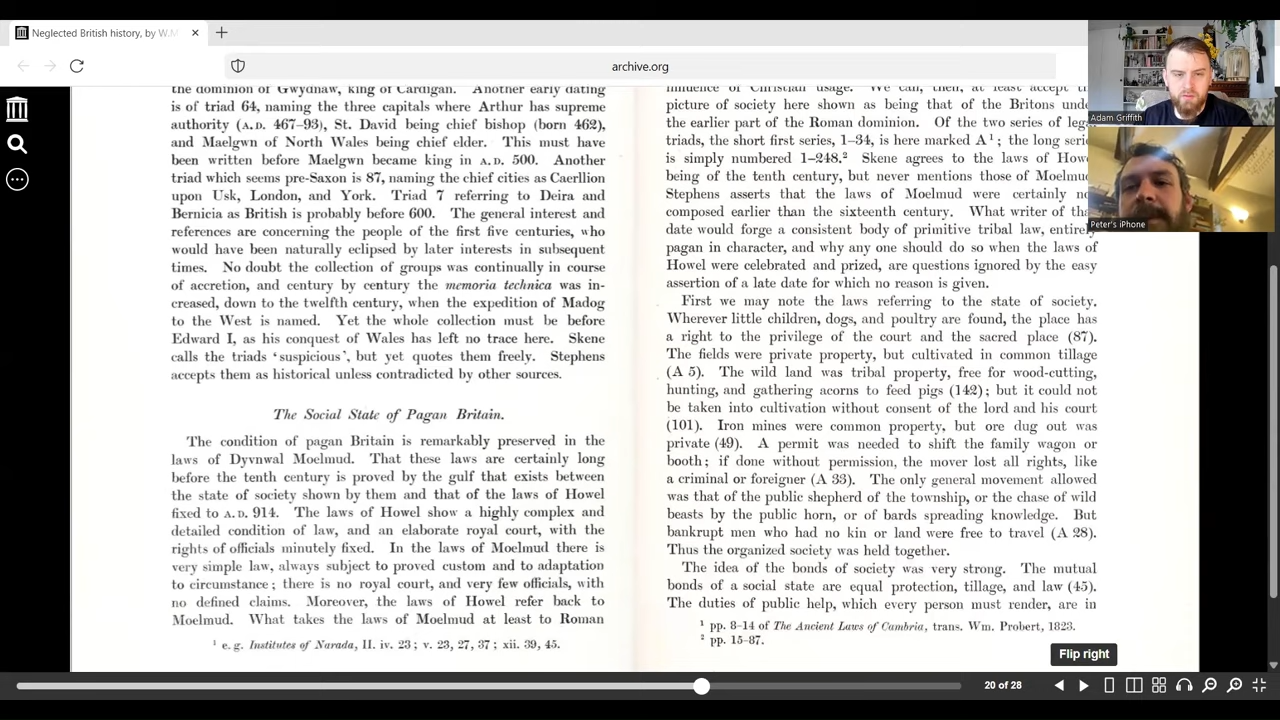 Neglected British history, by W.M
archive.org
Adam Griffith
Peter's iPhone
the dominion of Gwydnaw, king of Cardigan. Another early dating
is of triad 64, naming the three capitals where Arthur has supreme
authority (A.D. 467–93), St. David being chief bishop (born 462),
and Maelgwn of North Wales being chief elder. This must have
been written before Maelgwn became king in A.D. 500. Another
triad which seems pre-Saxon is 87, naming the chief cities as Caerllion
upon Usk, London, and York. Triad 7 referring to Deira and
Bernicia as British is probably before 600. The general interest and
references are concerning the people of the first five centuries, who
would have been naturally eclipsed by later interests in subsequent
times. No doubt the collection of groups was continually in course
of accretion, and century by century the memoria technica was in-
creased, down to the twelfth century, when the expedition of Madog
to the West is named. Yet the whole collection must be before
Edward I, as his conquest of Wales has left no trace here. Skene
calls the triads 'suspicious', but yet quotes them freely. Stephens
accepts them as historical unless contradicted by other sources.
The Social State of Pagan Britain.
The condition of pagan Britain is remarkably preserved in the
laws of Dyvnwal Moelmud. That these laws are certainly long
before the tenth century is proved by the gulf that exists between
the state of society shown by them and that of the laws of Howel
fixed to A.D. 914. The laws of Howel show a highly complex and
detailed condition of law, and an elaborate royal court, with the
rights of officials minutely fixed. In the laws of Moelmud there is
very simple law, always subject to proved custom and to adaptation
to circumstance; there is no royal court, and very few officials, with
no defined claims. Moreover, the laws of Howel refer back to
Moelmud. What takes the laws of Moelmud at least to Roman
1 e.g. Institutes of Narada, II. iv. 23; v. 23, 27, 37; xii. 39, 45.
influence of Christian usage. We can, then, at least accept the
picture of society here shown as being that of the Britons unde
the earlier part of the Roman dominion. Of the two series of lega
triads, the short first series, 1–34, is here marked A1; the long serie
is simply numbered 1–248.2 Skene agrees to the laws of Howe
being of the tenth century, but never mentions those of Moelmud
Stephens asserts that the laws of Moelmud were certainly no
composed earlier than the sixteenth century. What writer of tha
date would forge a consistent body of primitive tribal law, entirely
pagan in character, and why any one should do so when the laws of
Howel were celebrated and prized, are questions ignored by the easy
assertion of a late date for which no reason is given.
First we may note the laws referring to the state of society.
Wherever little children, dogs, and poultry are found, the place has
a right to the privilege of the court and the sacred place (87).
The fields were private property, but cultivated in common tillage
(A 5). The wild land was tribal property, free for wood-cutting,
hunting, and gathering acorns to feed pigs (142); but it could not
be taken into cultivation without consent of the lord and his court
(101). Iron mines were common property, but ore dug out was
private (49). A permit was needed to shift the family wagon or
booth; if done without permission, the mover lost all rights, like
a criminal or foreigner (A 33). The only general movement allowed
was that of the public shepherd of the township, or the chase of wild
beasts by the public horn, or of bards spreading knowledge. But
bankrupt men who had no kin or land were free to travel (A 28).
Thus the organized society was held together.
The idea of the bonds of society was very strong. The mutual
bonds of a social state are equal protection, tillage, and law (45).
The duties of public help, which every person must render, are in
1 pp. 8–14 of The Ancient Laws of Cambria, trans. Wm. Probert, 1823.
2 pp. 15–87.
Flip right
20 of 28